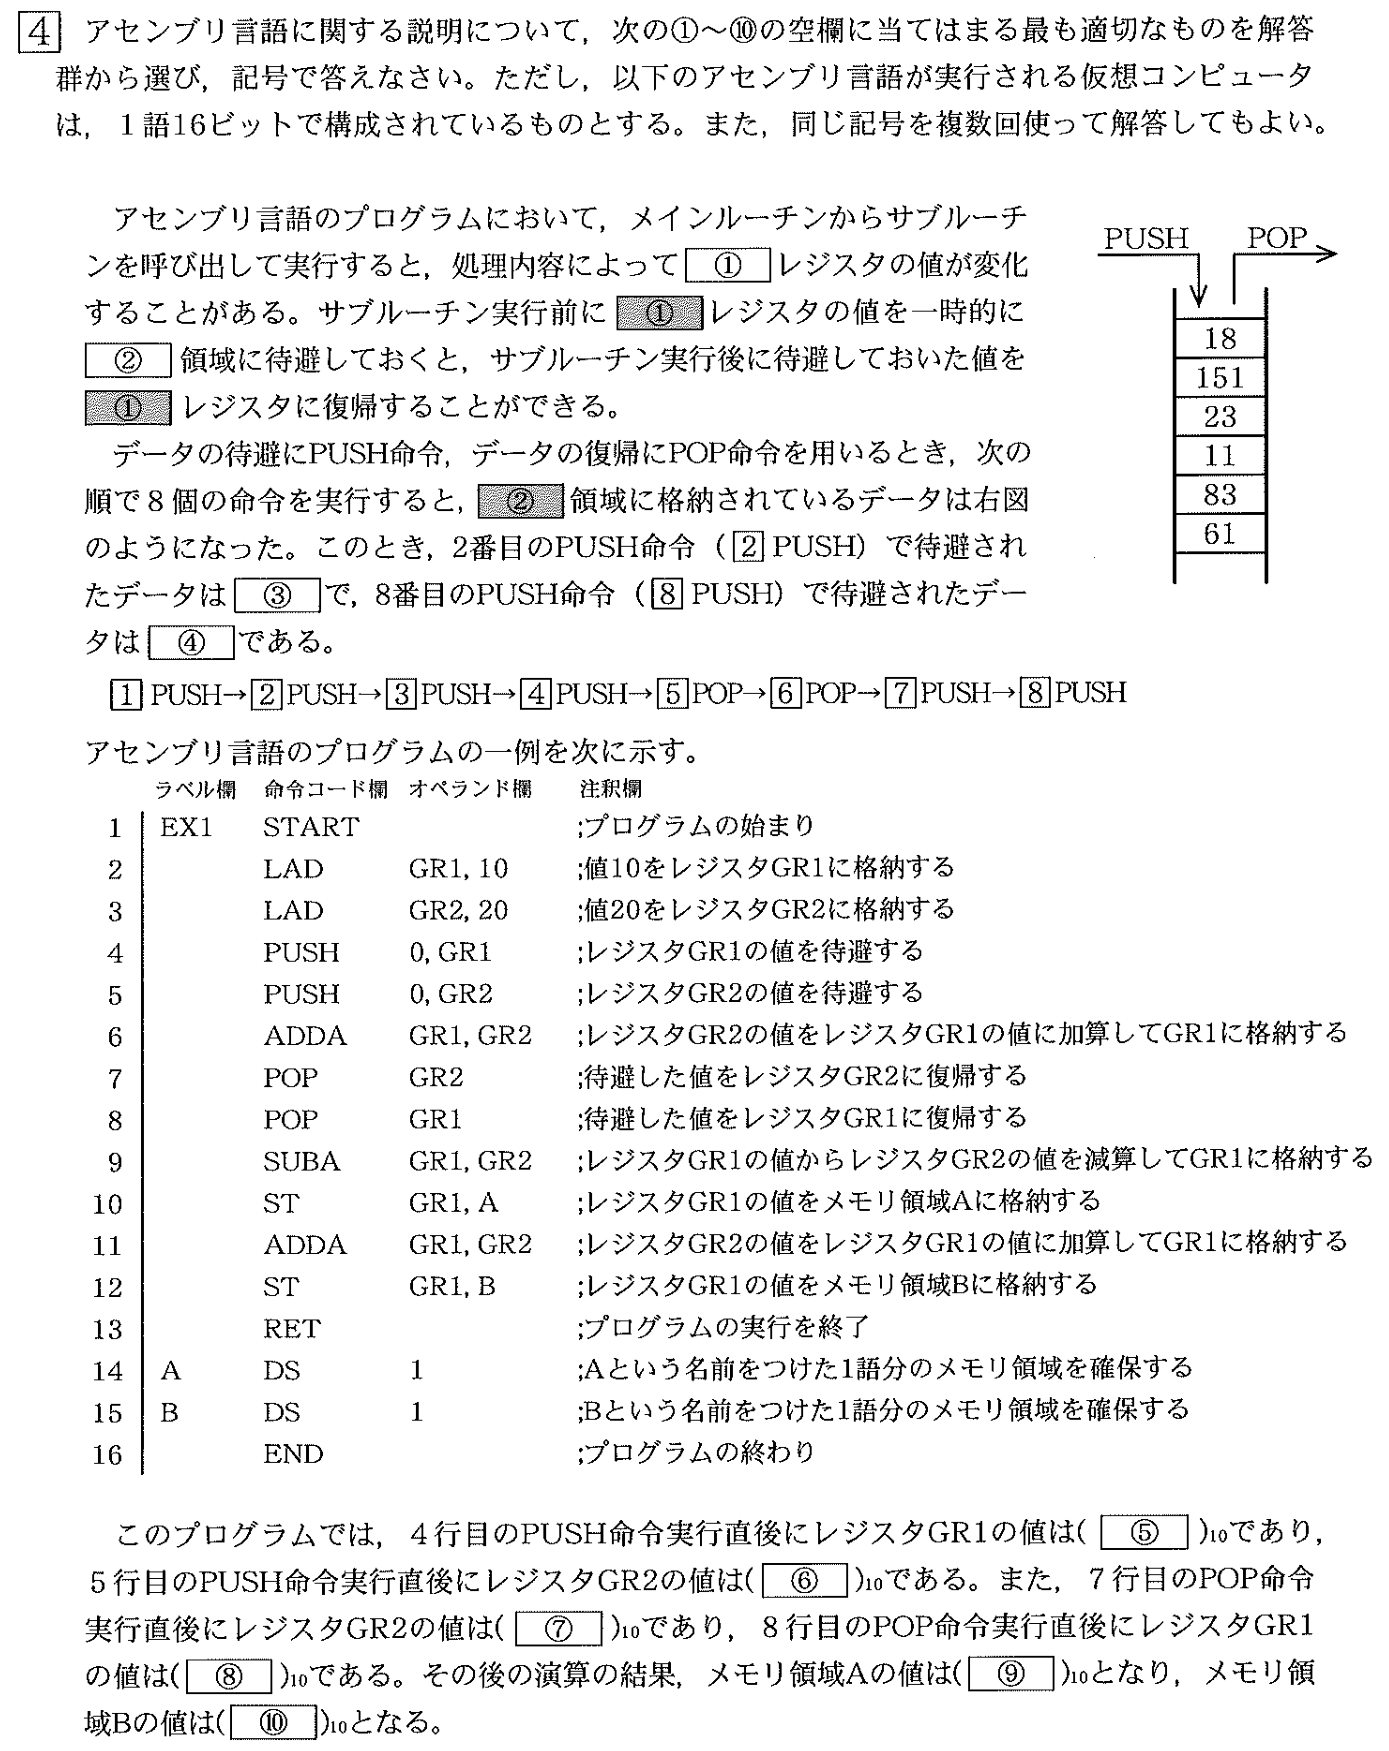 4 アセンブリ言語に関する説明について，次の①～⑩の空欄に当てはまる最も適切なものを解答
群から選び，記号で答えなさい。ただし，以下のアセンブリ言語が実行される仮想コンピュータ
は，１語16ビットで構成されているものとする。また，同じ記号を複数回使って解答してもよい。
アセンブリ言語のプログラムにおいて，メインルーチンからサブルーチ
ンを呼び出して実行すると，処理内容によって ① レジスタの値が変化
することがある。サブルーチン実行前に ① レジスタの値を一時的に
② 領域に待避しておくと，サブルーチン実行後に待避しておいた値を
① レジスタに復帰することができる。
データの待避にPUSH命令，データの復帰にPOP命令を用いるとき，次の
順で８個の命令を実行すると， ② 領域に格納されているデータは右図
のようになった。このとき，2番目のPUSH命令（2 PUSH）で待避され
たデータは ③ で，8番目のPUSH命令（8 PUSH）で待避されたデー
タは ④ である。
PUSH POP
18
151
23
11
83
61
1 PUSH→2 PUSH→3 PUSH→4 PUSH→5 POP→6 POP→7 PUSH→8 PUSH
アセンブリ言語のプログラムの一例を次に示す。
ラベル欄 命令コード欄 オペランド欄 注釈欄
1 EX1 START ;プログラムの始まり
2 LAD GR1, 10 ;値10をレジスタGR1に格納する
3 LAD GR2, 20 ;値20をレジスタGR2に格納する
4 PUSH 0, GR1 ;レジスタGR1の値を待避する
5 PUSH 0, GR2 ;レジスタGR2の値を待避する
6 ADDA GR1, GR2 ;レジスタGR2の値をレジスタGR1の値に加算してGR1に格納する
7 POP GR2 ;待避した値をレジスタGR2に復帰する
8 POP GR1 ;待避した値をレジスタGR1に復帰する
9 SUBA GR1, GR2 ;レジスタGR1の値からレジスタGR2の値を減算してGR1に格納する
10 ST GR1, A ;レジスタGR1の値をメモリ領域Aに格納する
11 ADDA GR1, GR2 ;レジスタGR2の値をレジスタGR1の値に加算してGR1に格納する
12 ST GR1, B ;レジスタGR1の値をメモリ領域Bに格納する
13 RET ;プログラムの実行を終了
14 A DS 1 ;Aという名前をつけた1語分のメモリ領域を確保する
15 B DS 1 ;Bという名前をつけた1語分のメモリ領域を確保する
16 END ;プログラムの終わり
このプログラムでは，４行目のPUSH命令実行直後にレジスタGR1の値は( ⑤ )₁₀であり，
５行目のPUSH命令実行直後にレジスタGR2の値は( ⑥ )₁₀である。また，７行目のPOP命令
実行直後にレジスタGR2の値は( ⑦ )₁₀であり，８行目のPOP命令実行直後にレジスタGR1
の値は( ⑧ )₁₀である。その後の演算の結果，メモリ領域Aの値は( ⑨ )₁₀となり，メモリ領
域Bの値は( ⑩ )₁₀となる。